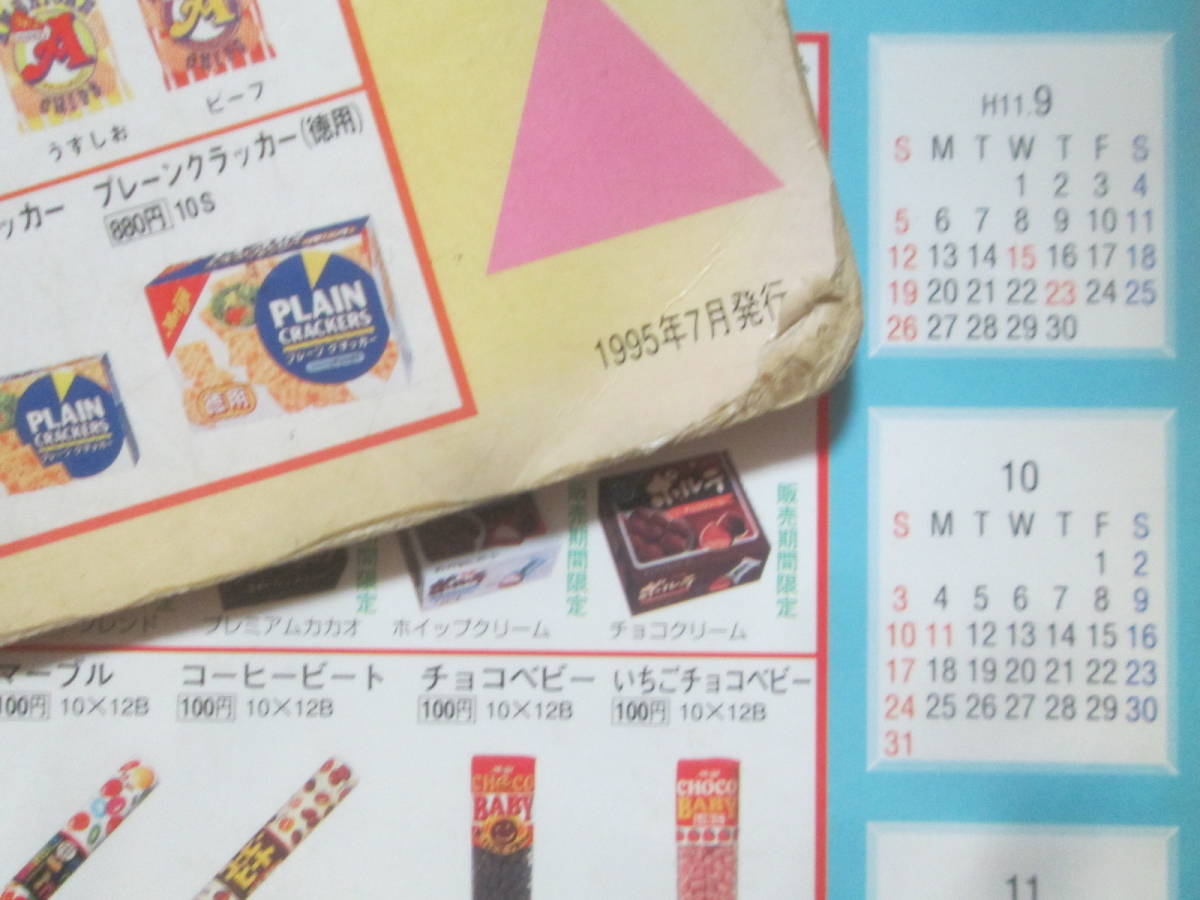 うすしお
ビーフ
ッカー
プレーンクラッカー(徳用)
880円 10S
PLAIN
CRACKERS
プレーン クラッカー
徳用
PLAIN
CRACKERS
1995年7月発行
ポルテ
ポルテ
販売期間限定
販売期間限定
プレミアムカカオ
ホイップクリーム
チョコクリーム
マーブル
100円 10×12B
コーヒービート
100円 10×12B
チョコベビー
100円 10×12B
いちごチョコベビー
100円 10×12B
CHOCO
BABY
CHOCO
BABY
H11.9
S M T W T F S
1 2 3 4
5 6 7 8 9 10 11
12 13 14 15 16 17 18
19 20 21 22 23 24 25
26 27 28 29 30
10
S M T W T F S
1 2
3 4 5 6 7 8 9
10 11 12 13 14 15 16
17 18 19 20 21 22 23
24 25 26 27 28 29 30
31
11